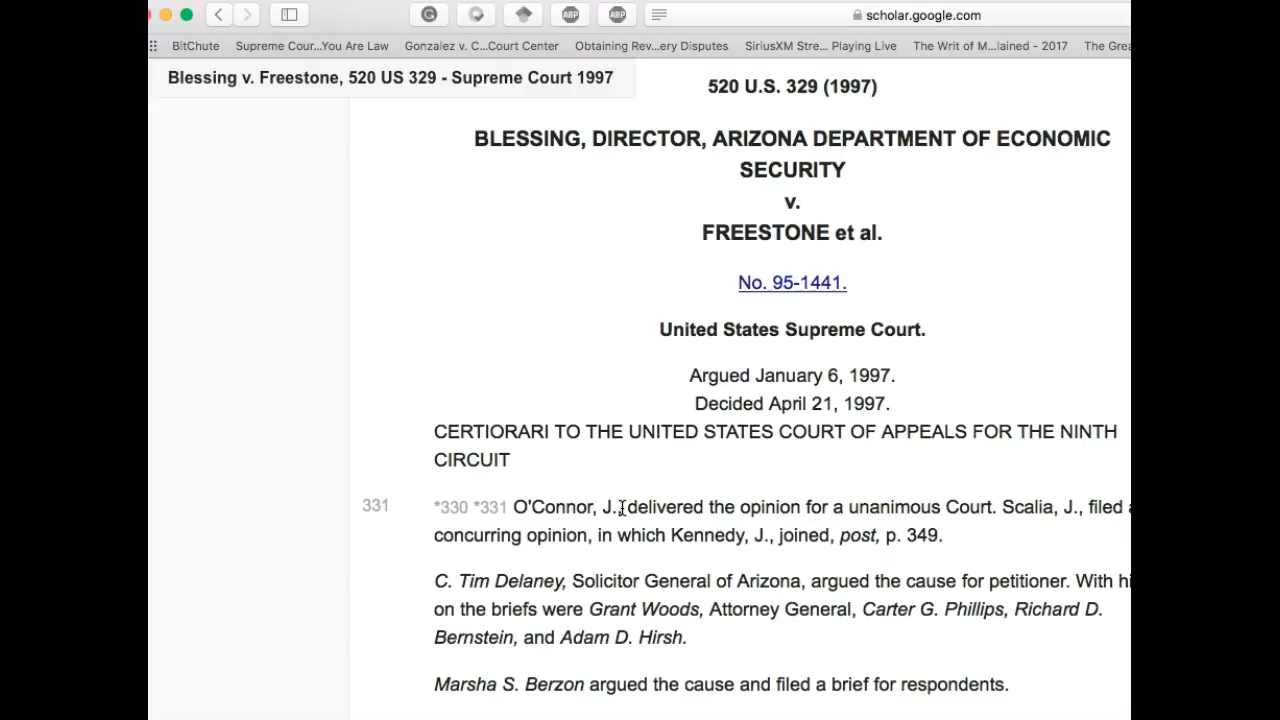 scholar.google.com
BitChute Supreme Cour...You Are Law Gonzalez v. C...Court Center Obtaining Rev...ery Disputes SiriusXM Stre... Playing Live The Writ of M...lained - 2017 The Grea
Blessing v. Freestone, 520 US 329 - Supreme Court 1997
520 U.S. 329 (1997)
BLESSING, DIRECTOR, ARIZONA DEPARTMENT OF ECONOMIC
SECURITY
v.
FREESTONE et al.
No. 95-1441.
United States Supreme Court.
Argued January 6, 1997.
Decided April 21, 1997.
CERTIORARI TO THE UNITED STATES COURT OF APPEALS FOR THE NINTH
CIRCUIT
331 *330 *331 O'Connor, J., delivered the opinion for a unanimous Court. Scalia, J., filed a
concurring opinion, in which Kennedy, J., joined, post, p. 349.
C. Tim Delaney, Solicitor General of Arizona, argued the cause for petitioner. With hi
on the briefs were Grant Woods, Attorney General, Carter G. Phillips, Richard D.
Bernstein, and Adam D. Hirsh.
Marsha S. Berzon argued the cause and filed a brief for respondents.
ABP ABP